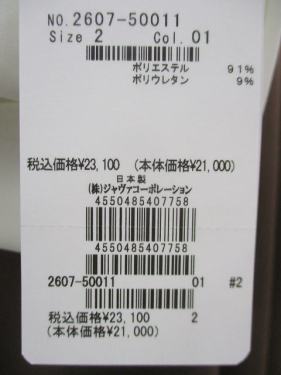 NO.2607-50011
Size 2 Col.01
ポリエステル 91%
ポリウレタン 9%
税込価格¥23,100 (本体価格¥21,000)
日本製
(株)ジャヴァコーポレーション
4550485407758
4550485407758
2607-50011 01 #2
税込価格¥23,100 2
(本体価格¥21,000)